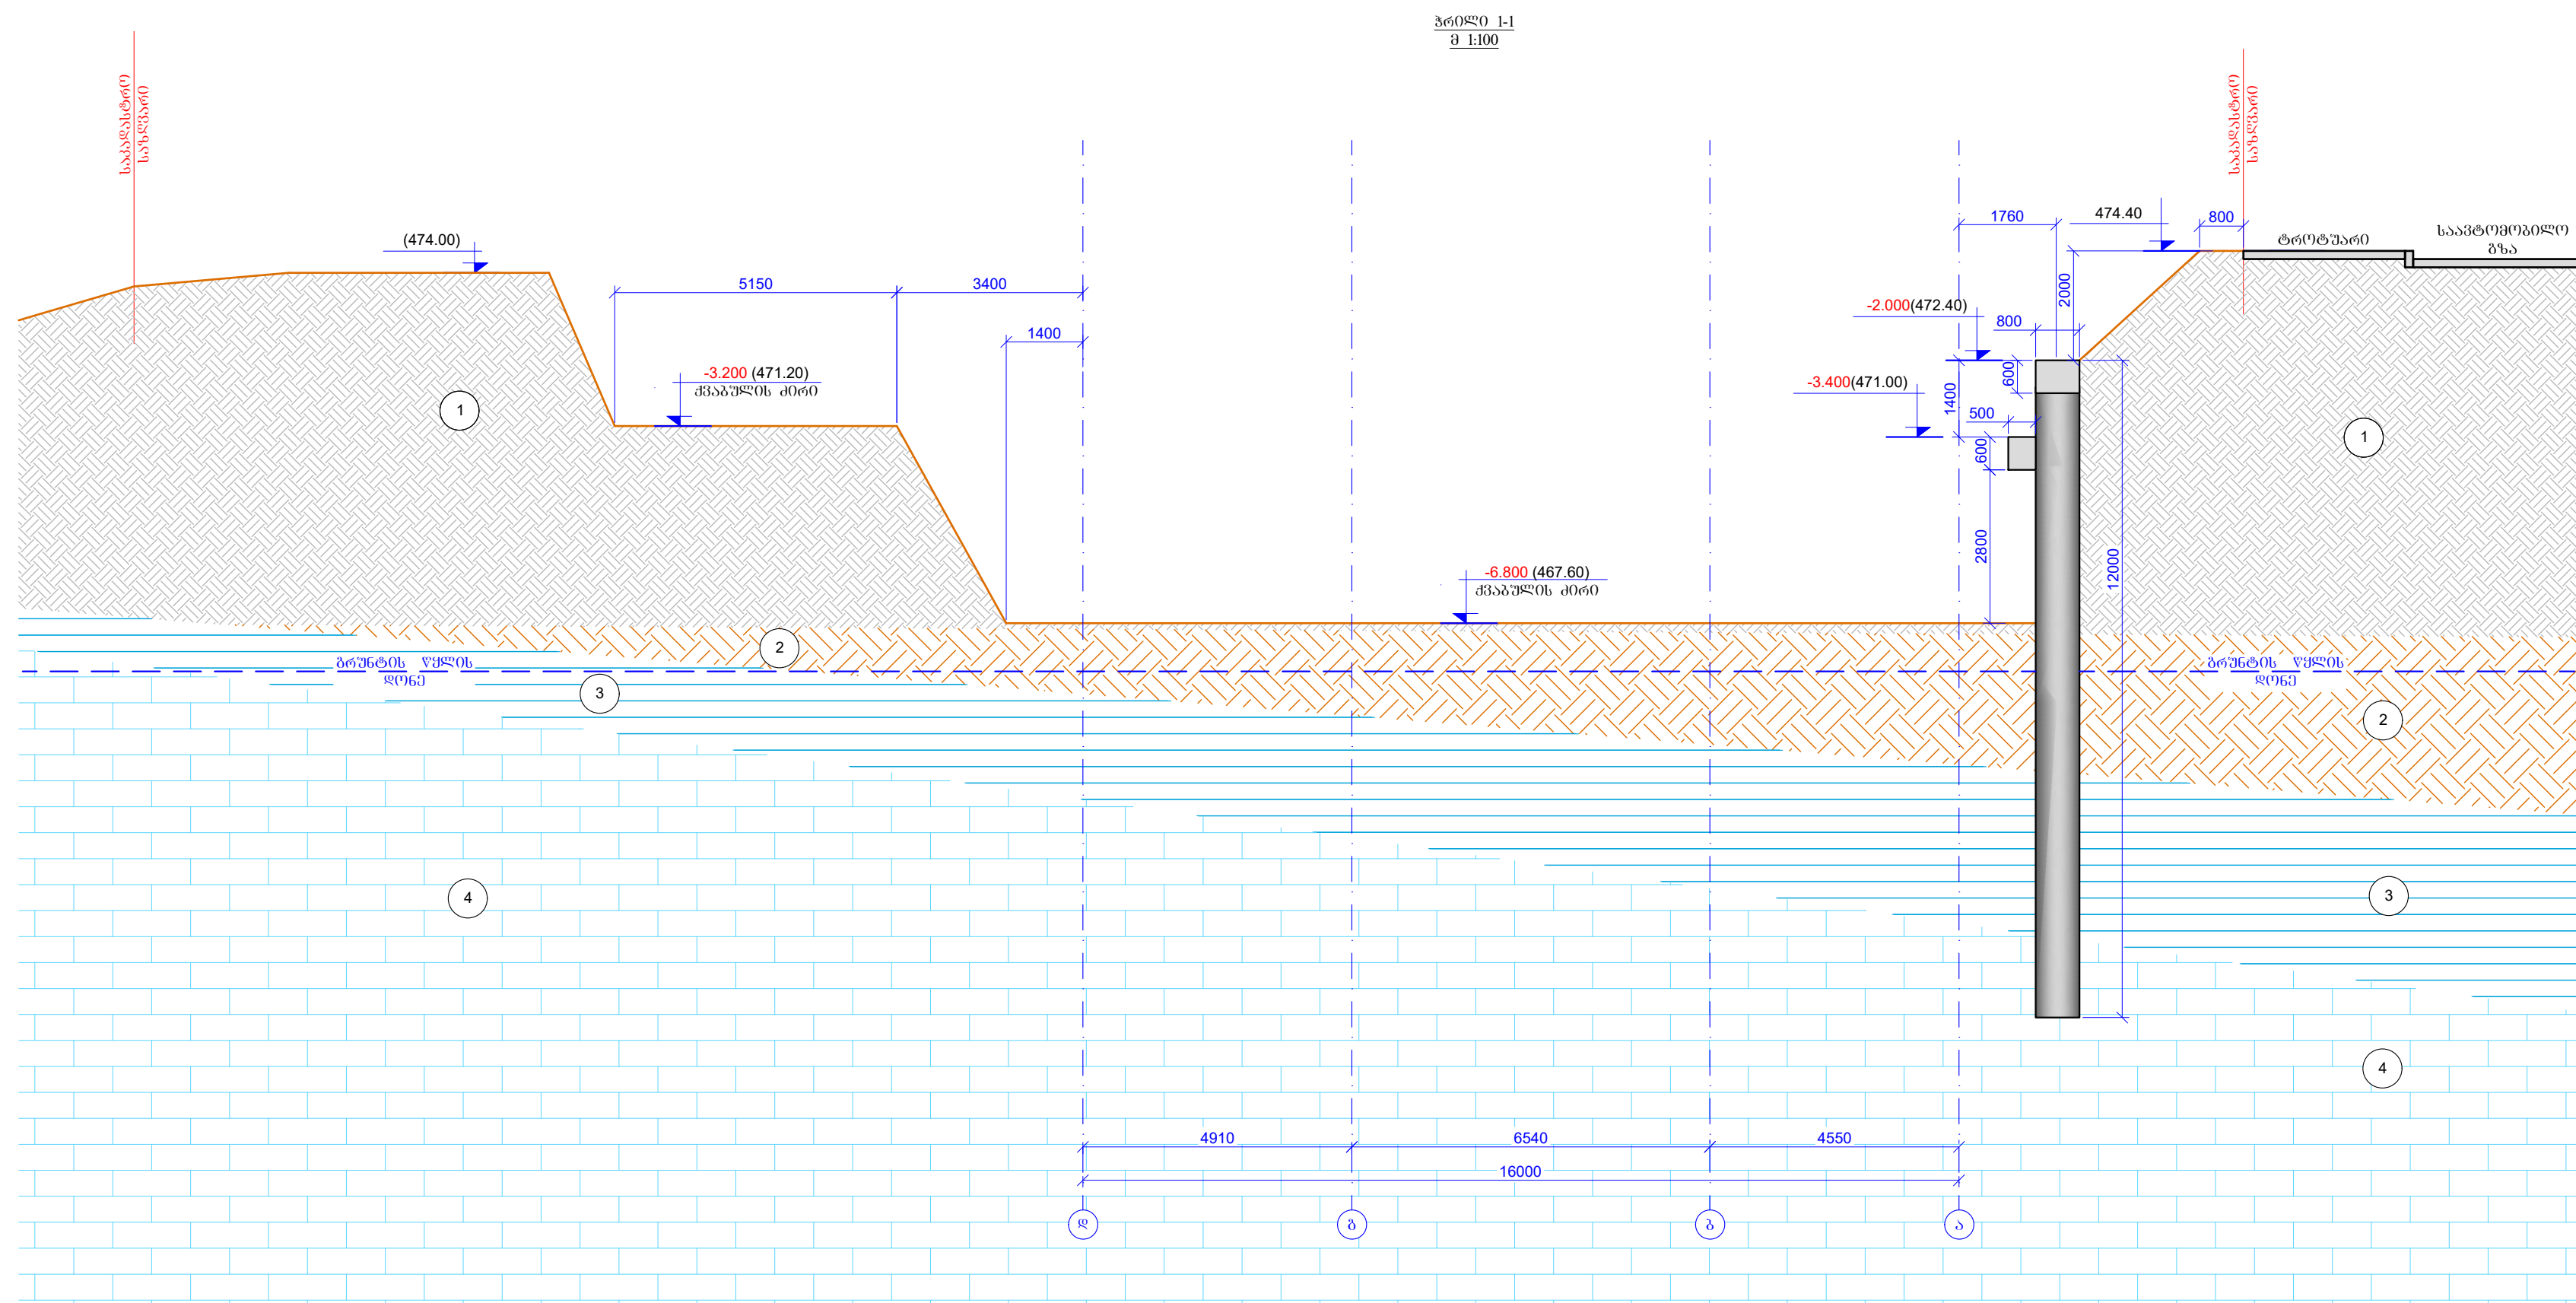 ჭრილი 1-1
მ 1:100
საკადასტრო
საზღვარი
საკადასტრო
საზღვარი
(474.00)
5150
3400
1400
-3.200 (471.20)
ქვაბულის ძირი
1760
474.40
800
ტროტუარი
საავტომობილო
გზა
2000
-2.000(472.40)
800
600
-3.400(471.00)
1400
500
600
2800
12000
-6.800 (467.60)
ქვაბულის ძირი
1
1
2
გრუნტის წყლის
დონე
3
გრუნტის წყლის
დონე
2
4
3
4
4910
6540
4550
16000
დ
გ
ბ
ა